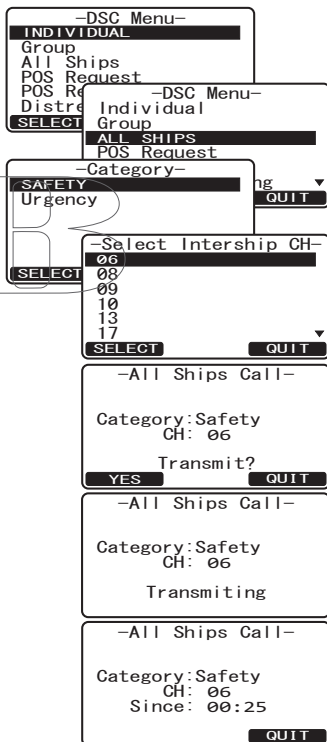 -DSC Menu-
INDIVIDUAL
Group
All Ships
POS Request
POS Re
Distre
SELECT
-DSC Menu-
Individual
Group
ALL SHIPS
POS Request
ng
QUIT
-Category-
SAFETY
Urgency
SELECT
-Select Intership CH-
06
08
09
10
13
17
SELECT QUIT
-All Ships Call-
Category:Safety
CH: 06
Transmit?
YES QUIT
-All Ships Call-
Category:Safety
CH: 06
Transmiting
-All Ships Call-
Category:Safety
CH: 06
Since: 00:25
QUIT